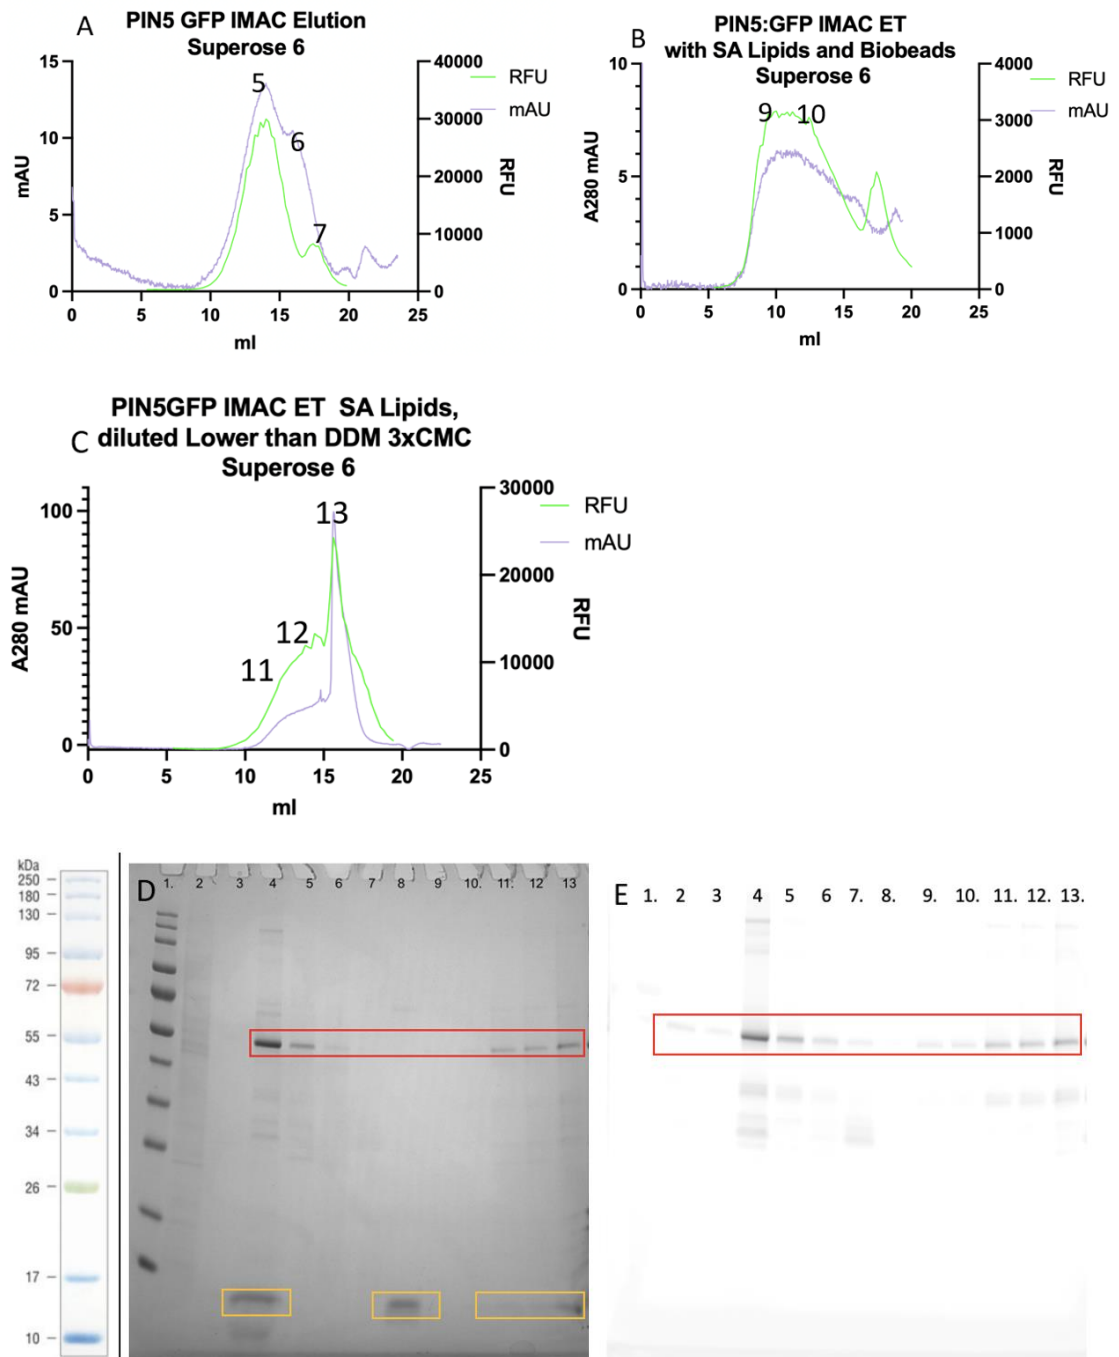 A
PIN5 GFP IMAC Elution
Superose 6
15
10
5
0
mAU
0
5
10
15
20
25
ml
40000
30000
20000
10000
0
RFU
RFU
mAU
5
6
7
B
PIN5:GFP IMAC ET
with SA Lipids and Biobeads
Superose 6
10
5
0
A280 mAU
0
5
10
15
20
ml
4000
3000
2000
1000
0
RFU
RFU
mAU
9
10
C
PIN5GFP IMAC ET SA Lipids,
diluted Lower than DDM 3xCMC
Superose 6
100
50
0
A280 mAU
0
5
10
15
20
25
ml
30000
20000
10000
0
RFU
RFU
mAU
11
12
13
kDa
250
180
130
95
72
55
43
34
26
17
10
D
1. 2 3. 4 5. 6 7 8. 9 10. 11. 12 13
E
1. 2 3 4 5. 6 7. 8. 9. 10. 11. 12. 13.